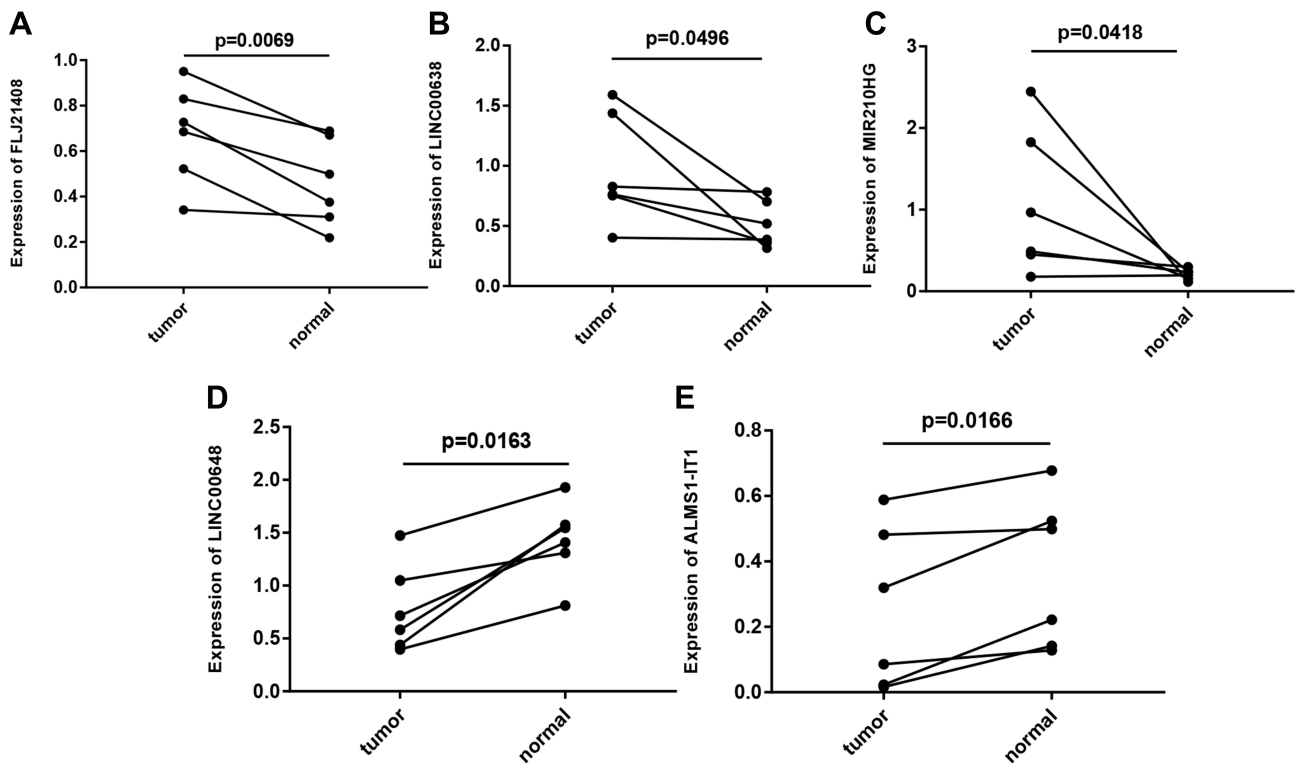 A
p=0.0069
Expression of FLJ21408
1.0
0.8
0.6
0.4
0.2
0.0
tumor
normal
B
p=0.0496
Expression of LINC00638
2.0
1.5
1.0
0.5
0.0
tumor
normal
C
p=0.0418
Expression of MIR210HG
3
2
1
0
tumor
normal
D
p=0.0163
Expression of LINC00648
2.5
2.0
1.5
1.0
0.5
0.0
tumor
normal
E
p=0.0166
Expression of ALMS1-IT1
0.8
0.6
0.4
0.2
0.0
tumor
normal